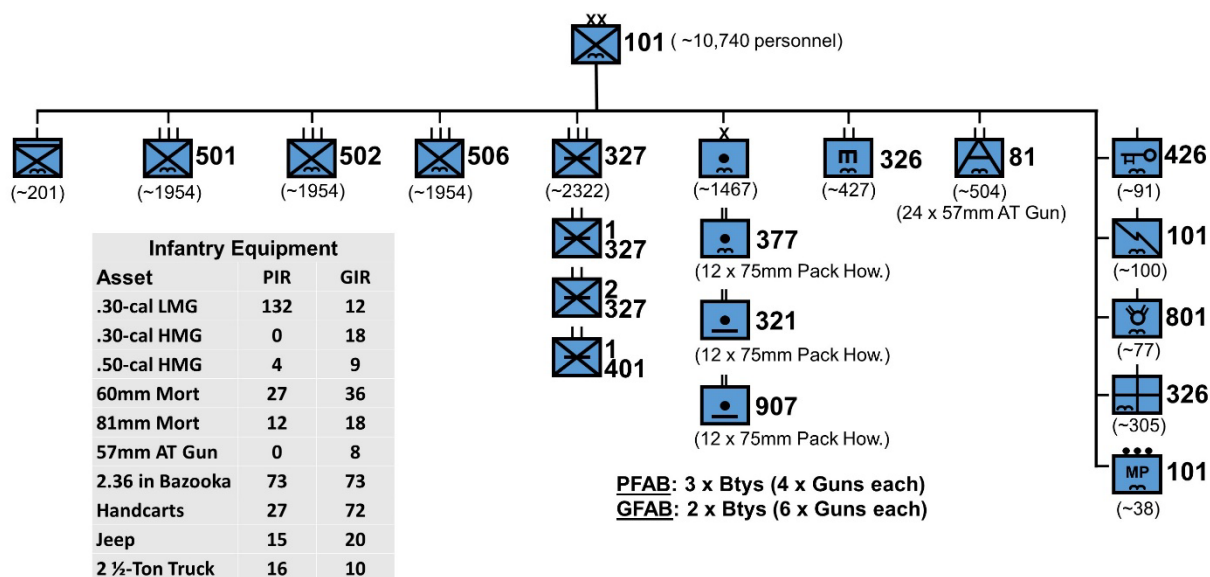 XX
101 ( ~10,740 personnel)
III 501
III 502
III 506
III 327
X
II E 326
II 81
426
(~201)
(~1954)
(~1954)
(~1954)
(~2322)
(~1467)
(~427)
(~504)
(~91)
(24 x 57mm AT Gun)
1
327
2
327
1
401
377
(12 x 75mm Pack How.)
321
(12 x 75mm Pack How.)
907
(12 x 75mm Pack How.)
101
(~100)
801
(~77)
326
(~305)
MP 101
(~38)
Infantry Equipment
Asset PIR GIR
.30-cal LMG 132 12
.30-cal HMG 0 18
.50-cal HMG 4 9
60mm Mort 27 36
81mm Mort 12 18
57mm AT Gun 0 8
2.36 in Bazooka 73 73
Handcarts 27 72
Jeep 15 20
2 ½-Ton Truck 16 10
PFAB: 3 x Btys (4 x Guns each)
GFAB: 2 x Btys (6 x Guns each)